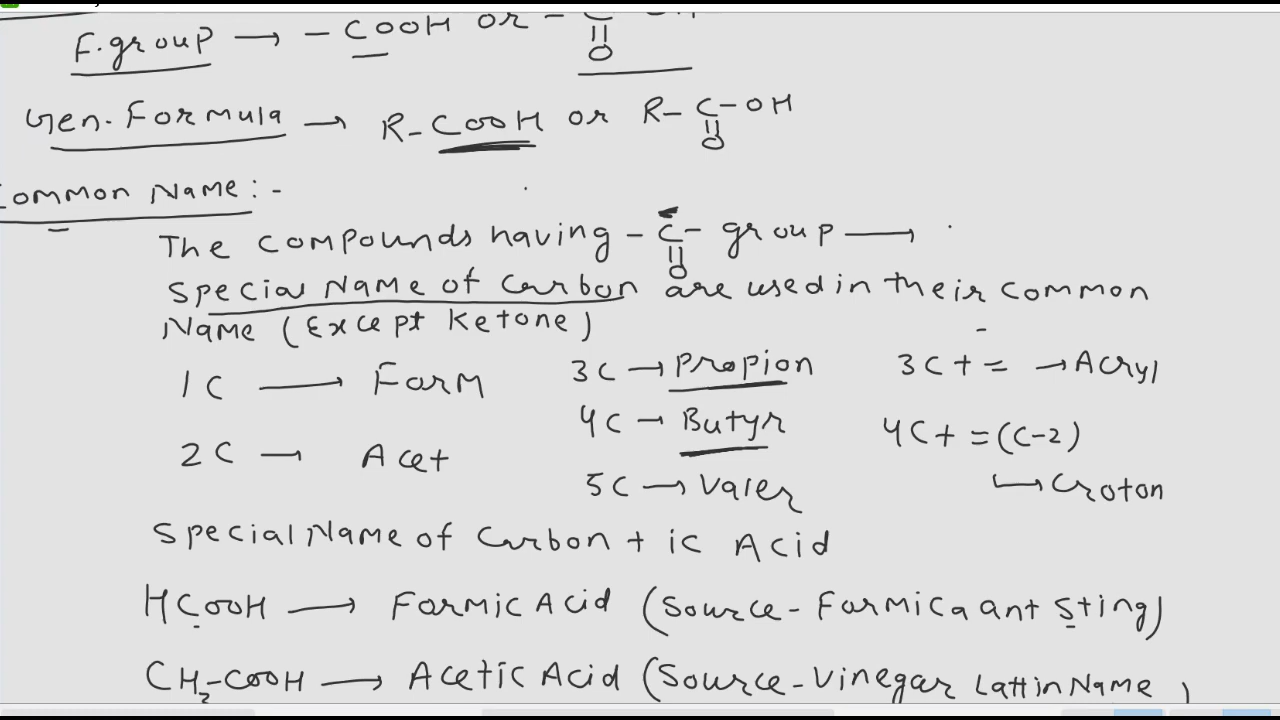 F.group → - COOH or - C - OH
||
O
Gen. Formula → R-COOH or R-C-OH
||
O
Common Name:-
The compounds having - C - group →
||
O
Special Name of Carbon are used in their common
Name (Except Ketone)
1C → Form 3C → Propion 3C + = → Acryl
2C → Acet 4C → Butyr 4C + = (C-2)
5C → Valer ↳ Croton
Special Name of Carbon + ic Acid
HCOOH → Formic Acid (Source - Formica ant Sting)
CH₃-COOH → Acetic Acid (Source - Vinegar Lattin Name )